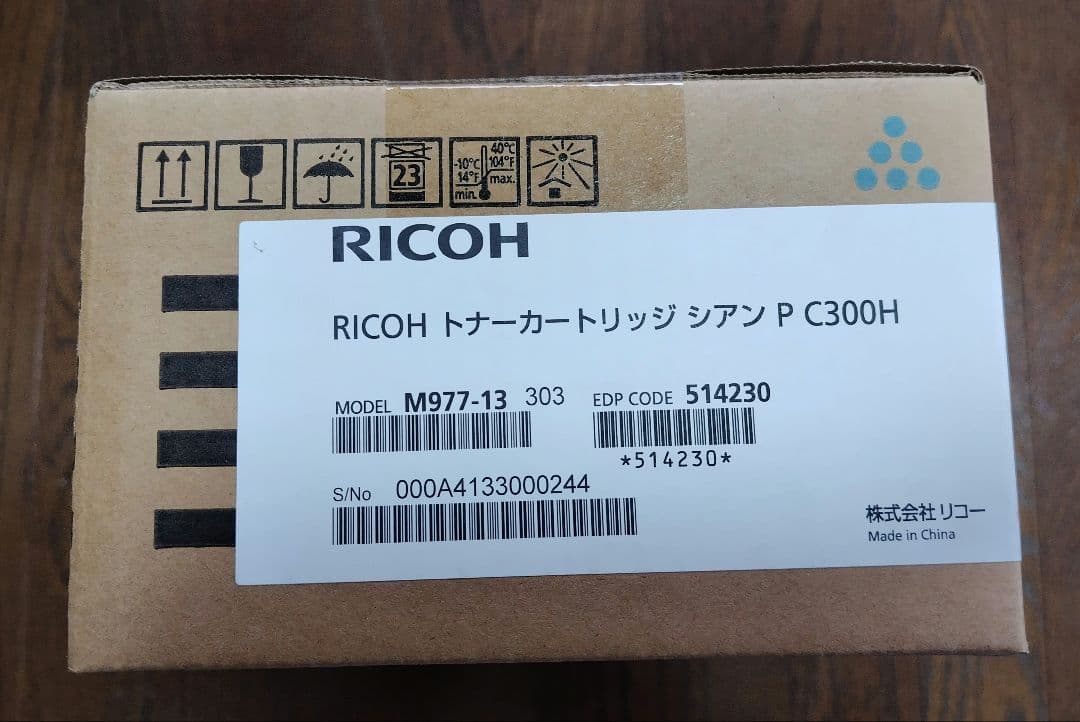 23
-10℃
14°F
min.
40℃
104°F
max.
RICOH
RICOH トナーカートリッジ シアン P C300H
MODEL M977-13 303
EDP CODE 514230
*514230*
S/No 000A4133000244
株式会社リコー
Made in China